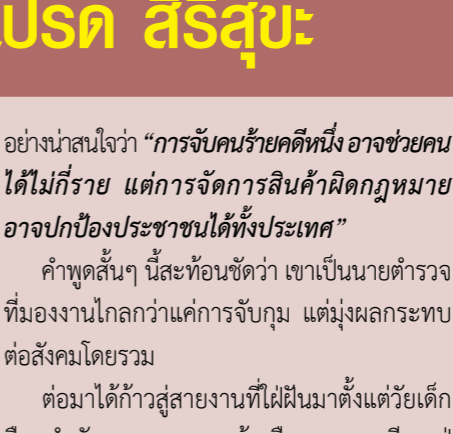 สิริสุขะ
อย่างน่าสนใจว่า “การจับคนร้ายคดีหนึ่ง อาจช่วยคน
ได้ไม่กี่ราย แต่การจัดการสินค้าผิดกฎหมาย
อาจปกป้องประชาชนได้ทั้งประเทศ”
คำพูดสั้นๆ นี้สะท้อนชัดว่า เขาเป็นนายตำรวจ
ที่มองงานไกลกว่าแค่การจับกุม แต่มุ่งผลกระทบ
ต่อสังคมโดยรวม
ต่อมาได้ก้าวสู่สายงานที่ใฝ่ฝันมาตั้งแต่วัยเด็ก